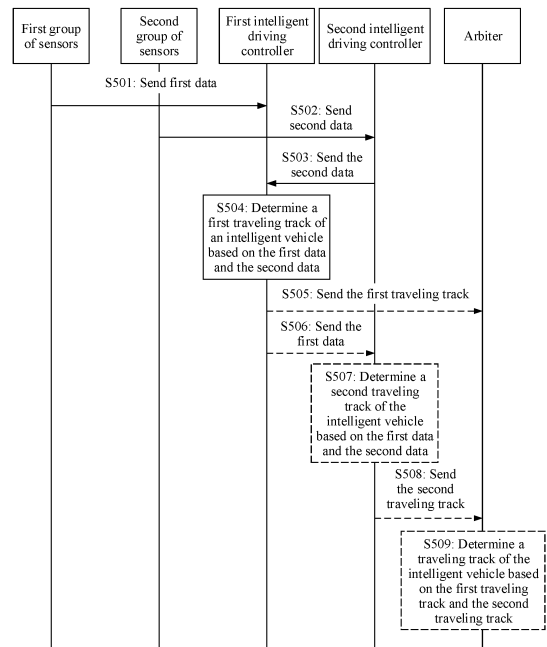 First group
of sensors
Second
group of
sensors
First intelligent
driving
controller
Second intelligent
driving controller
Arbiter
S501: Send first data
S502: Send
second data
S503: Send the
second data
S504: Determine a
first traveling track of
an intelligent vehicle
based on the first data
and the second data
S505: Send the first traveling track
S506: Send the
first data
S507: Determine a
second traveling
track of the
intelligent vehicle
based on the first data
and the second data
S508: Send
the second
traveling track
S509: Determine a
traveling track of the
intelligent vehicle based
on the first traveling
track and the second
traveling track